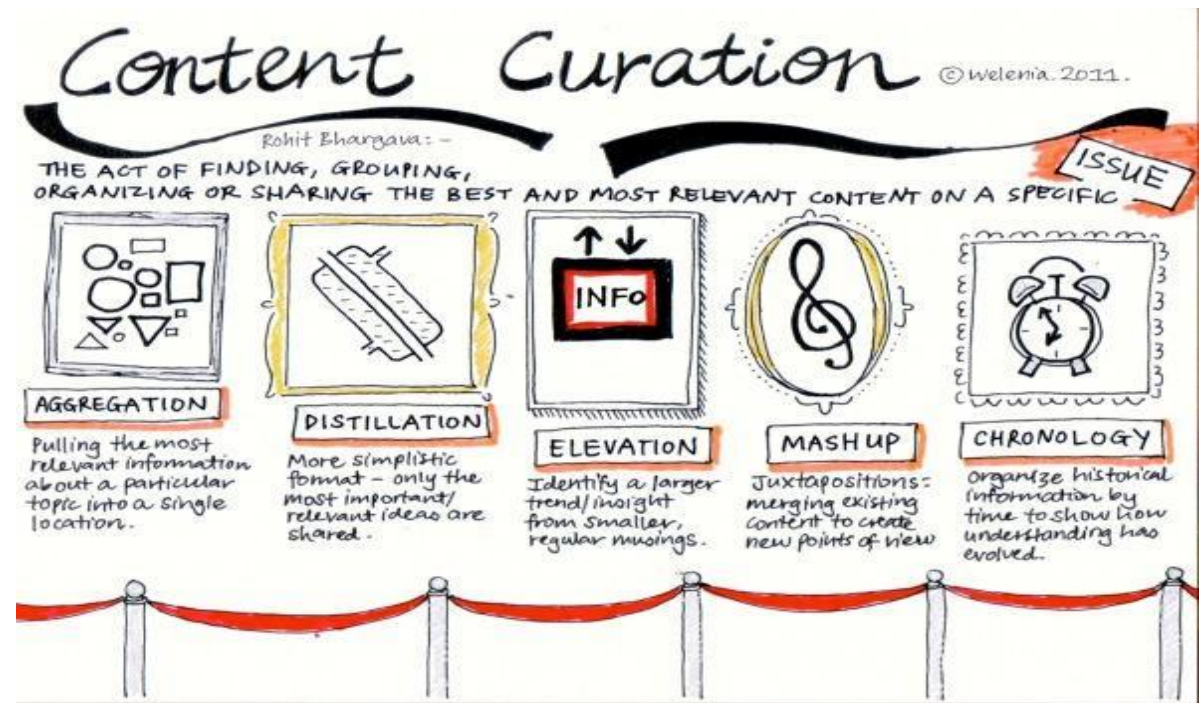 Content Curation © Welenia 2011.
Rohit Bhargava:-
THE ACT OF FINDING, GROUPING,
ORGANIZING OR SHARING THE BEST AND MOST RELEVANT CONTENT ON A SPECIFIC
ISSUE
INFO
AGGREGATION
Pulling the most
relevant information
about a particular
topic into a single
location.
DISTILLATION
More simplistic
format – only the
most important/
relevant ideas are
shared.
ELEVATION
Identify a larger
trend/insight
from smaller,
regular musings.
MASHUP
Juxtapositions:
merging existing
content to create
new points of view
CHRONOLOGY
Organize historical
information by
time to show how
understanding has
evolved.